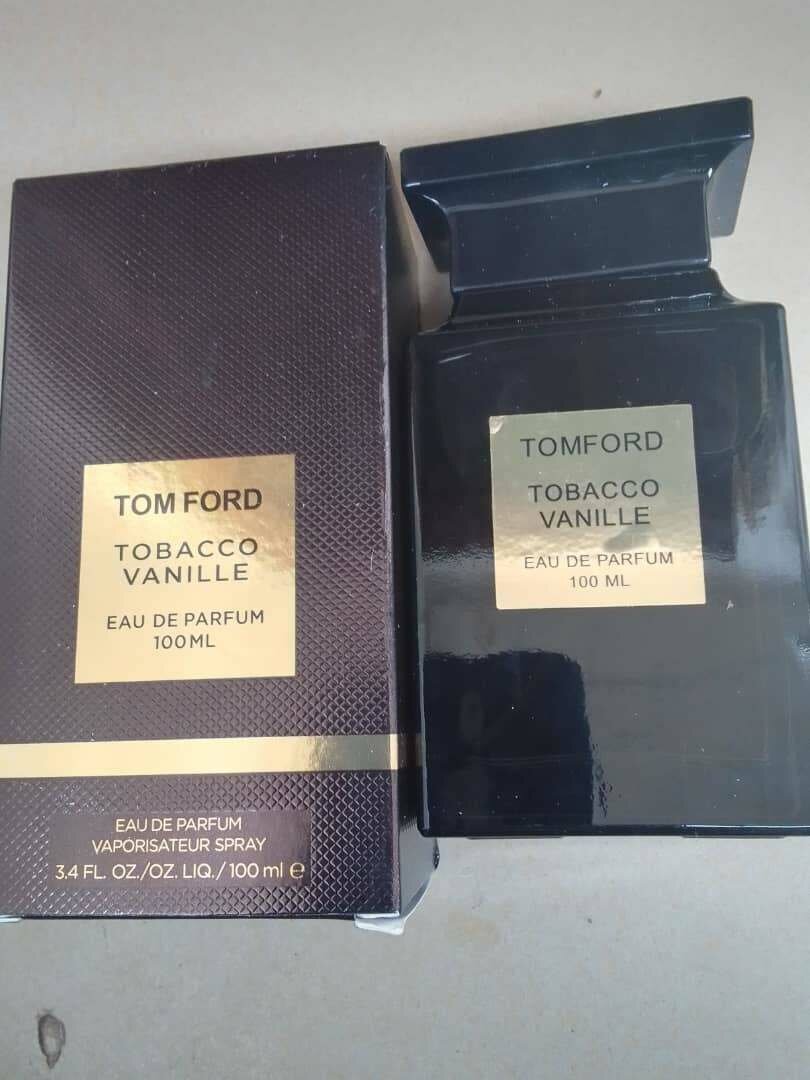 TOM FORD
TOBACCO
VANILLE
EAU DE PARFUM
100ML
EAU DE PARFUM
VAPORISATEUR SPRAY
3.4 FL. OZ./OZ. LIQ./ 100 ml ℮
TOMFORD
TOBACCO
VANILLE
EAU DE PARFUM
100 ML